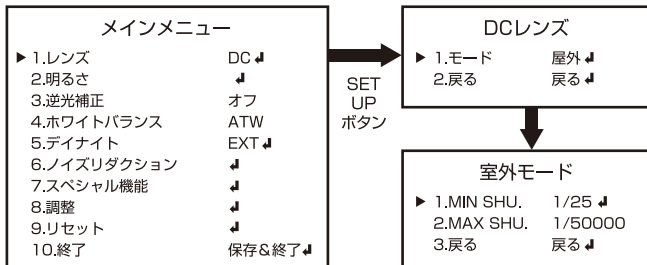 メインメニュー
▶ 1.レンズ DC↲
2.明るさ ↲
3.逆光補正 オフ
4.ホワイトバランス ATW
5.デイナイト EXT↲
6.ノイズリダクション ↲
7.スペシャル機能 ↲
8.調整 ↲
9.リセット ↲
10.終了 保存&終了↲
SET
UP
ボタン
DCレンズ
▶ 1.モード 屋外↲
2.戻る 戻る↲
室外モード
▶ 1.MIN SHU. 1/25↲
2.MAX SHU. 1/50000
3.戻る 戻る↲